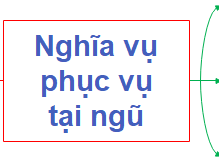 Nghĩa vụ
phục vụ
tại ngũ